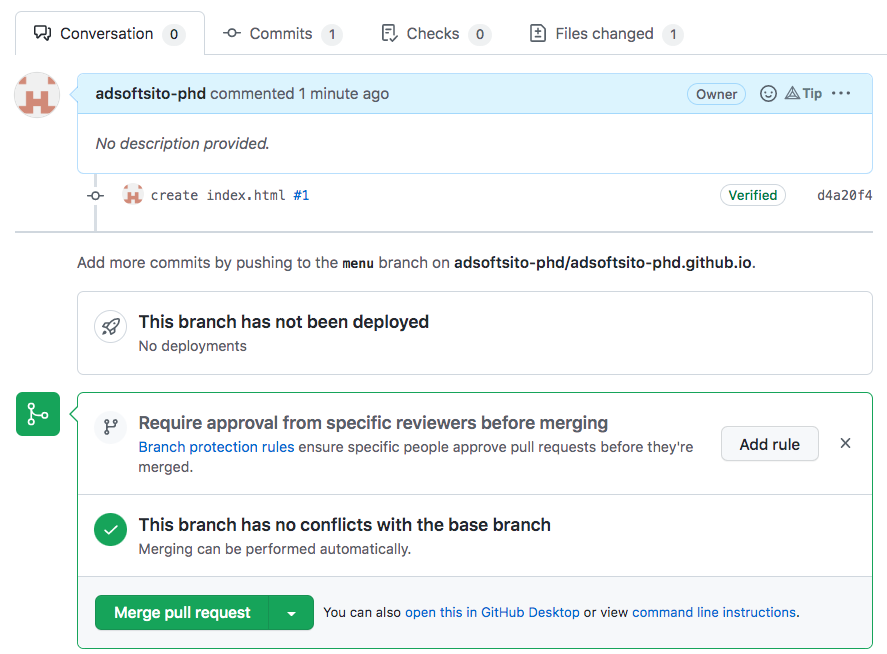 Conversation 0 Commits 1 Checks 0 Files changed 1
adsoftsito-phd commented 1 minute ago Owner Tip
No description provided.
create index.html #1 Verified d4a20f4
Add more commits by pushing to the menu branch on adsoftsito-phd/adsoftsito-phd.github.io.
This branch has not been deployed
No deployments
Require approval from specific reviewers before merging
Branch protection rules ensure specific people approve pull requests before they're
merged.
Add rule
This branch has no conflicts with the base branch
Merging can be performed automatically.
Merge pull request You can also open this in GitHub Desktop or view command line instructions.